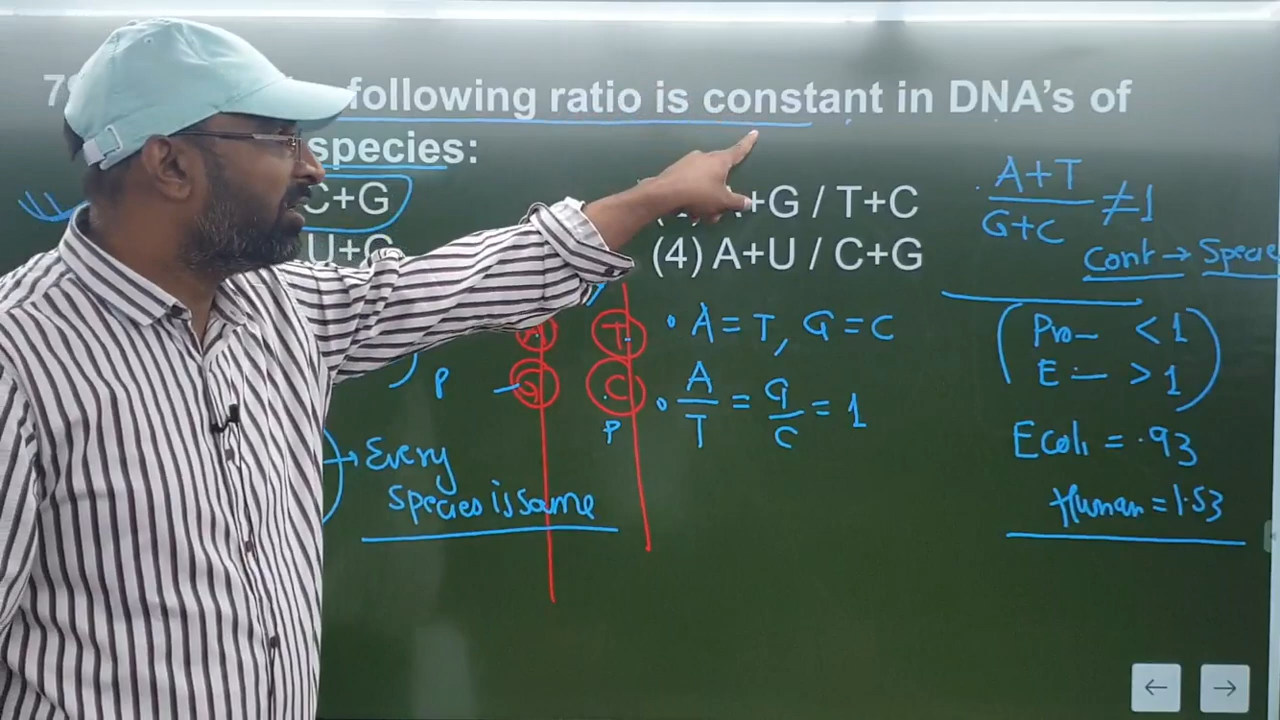 following ratio is constant in DNA's of
species:
C+G
+G / T+C
U+G
(4) A+U / C+G
A+T
G+C
≠1
Cont → Specie
A
T
• A = T, G = C
G
C
P
P
• A/T = G/C = 1
( Pro— < 1
E.— > 1 )
Ecoli = .93
Human = 1.53
→ Every
Species is same
← →